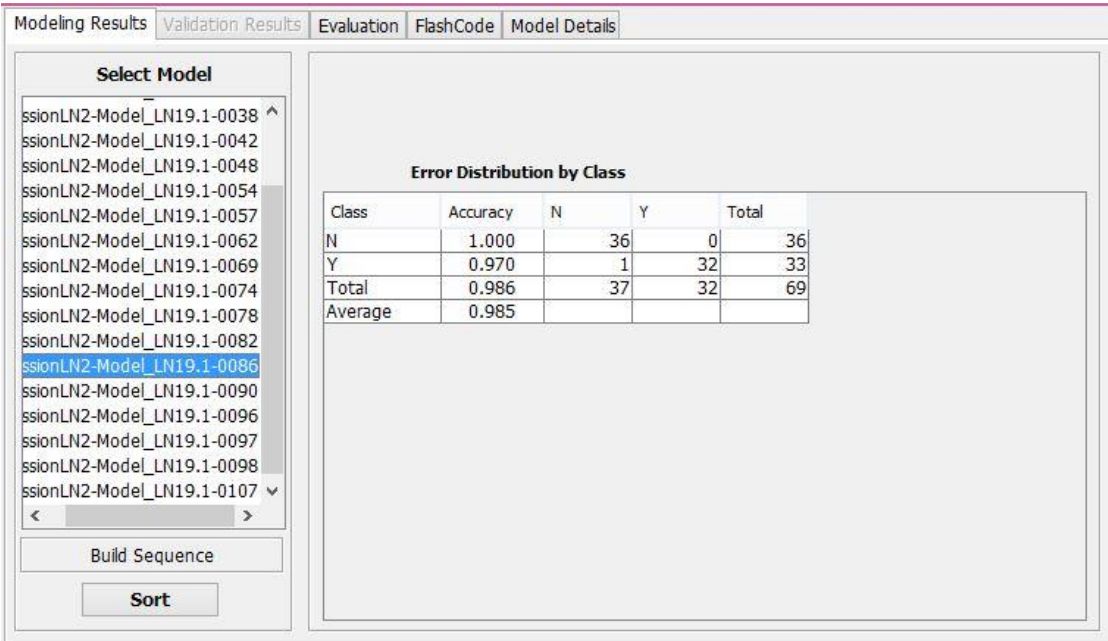 Modeling Results Validation Results Evaluation FlashCode Model Details
Select Model
ssionLN2-Model_LN19.1-0038
ssionLN2-Model_LN19.1-0042
ssionLN2-Model_LN19.1-0048
ssionLN2-Model_LN19.1-0054
ssionLN2-Model_LN19.1-0057
ssionLN2-Model_LN19.1-0062
ssionLN2-Model_LN19.1-0069
ssionLN2-Model_LN19.1-0074
ssionLN2-Model_LN19.1-0078
ssionLN2-Model_LN19.1-0082
ssionLN2-Model_LN19.1-0086
ssionLN2-Model_LN19.1-0090
ssionLN2-Model_LN19.1-0096
ssionLN2-Model_LN19.1-0097
ssionLN2-Model_LN19.1-0098
ssionLN2-Model_LN19.1-0107
Build Sequence
Sort
Error Distribution by Class
Class Accuracy N Y Total
N 1.000 36 0 36
Y 0.970 1 32 33
Total 0.986 37 32 69
Average 0.985